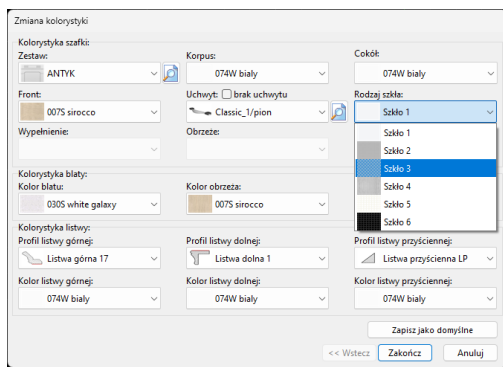 Zmiana kolorystyki
Kolorystyka szafki:
Zestaw:
Korpus:
Cokół:
ANTYK
074W biały
074W biały
Front:
Uchwyt: brak uchwytu
Rodzaj szkła:
007S sirocco
Classic_1/pion
Szkło 1
Wypełnienie:
Obrzeże:
Szkło 1
Szkło 2
Szkło 3
Szkło 4
Szkło 5
Szkło 6
Kolorystyka blaty:
Kolor blatu:
Kolor obrzeża:
030S white galaxy
007S sirocco
Kolorystyka listwy:
Profil listwy górnej:
Profil listwy dolnej:
Profil listwy przyściennej:
Listwa górna 17
Listwa dolna 1
Listwa przyścienna LP
Kolor listwy górnej:
Kolor listwy dolnej:
Kolor listwy przyściennej:
074W biały
074W biały
074W biały
Zapisz jako domyślne
<< Wstecz
Zakończ
Anuluj